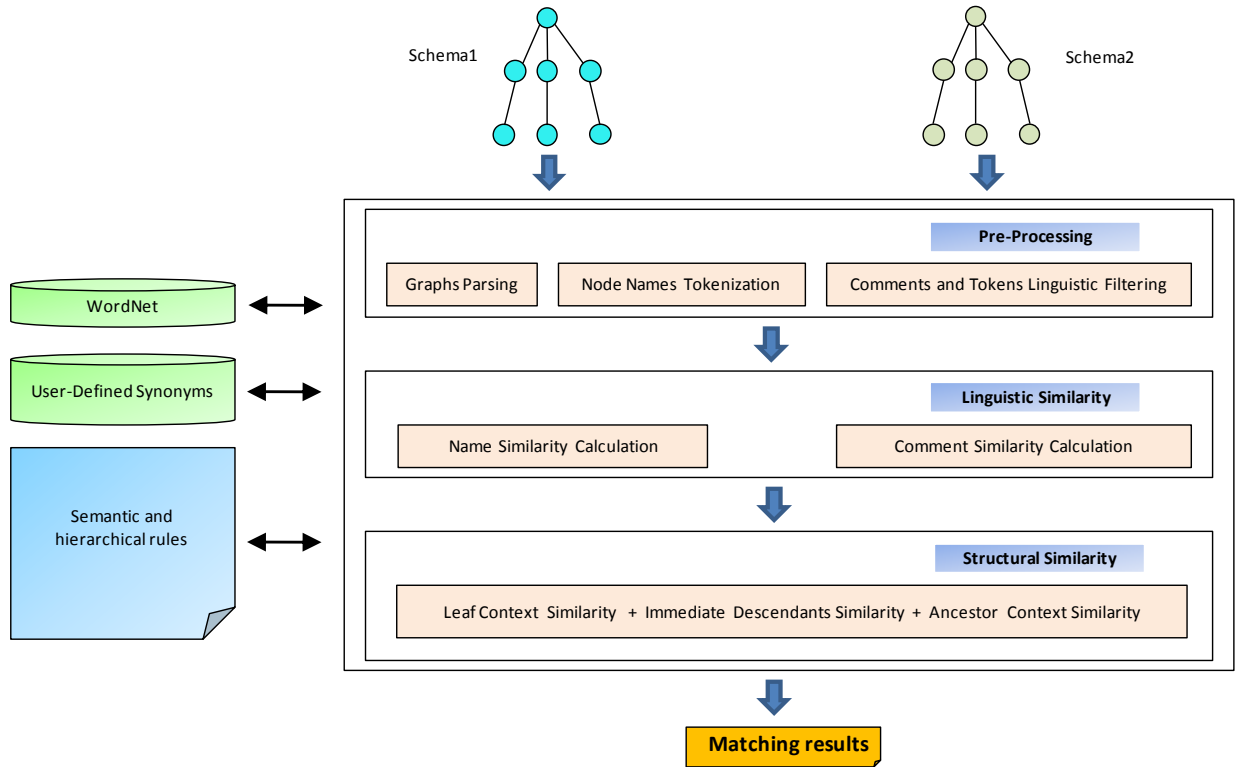 Schema1
Schema2
Pre-Processing
Graphs Parsing
Node Names Tokenization
Comments and Tokens Linguistic Filtering
WordNet
User-Defined Synonyms
Linguistic Similarity
Name Similarity Calculation
Comment Similarity Calculation
Semantic and
hierarchical rules
Structural Similarity
Leaf Context Similarity + Immediate Descendants Similarity + Ancestor Context Similarity
Matching results